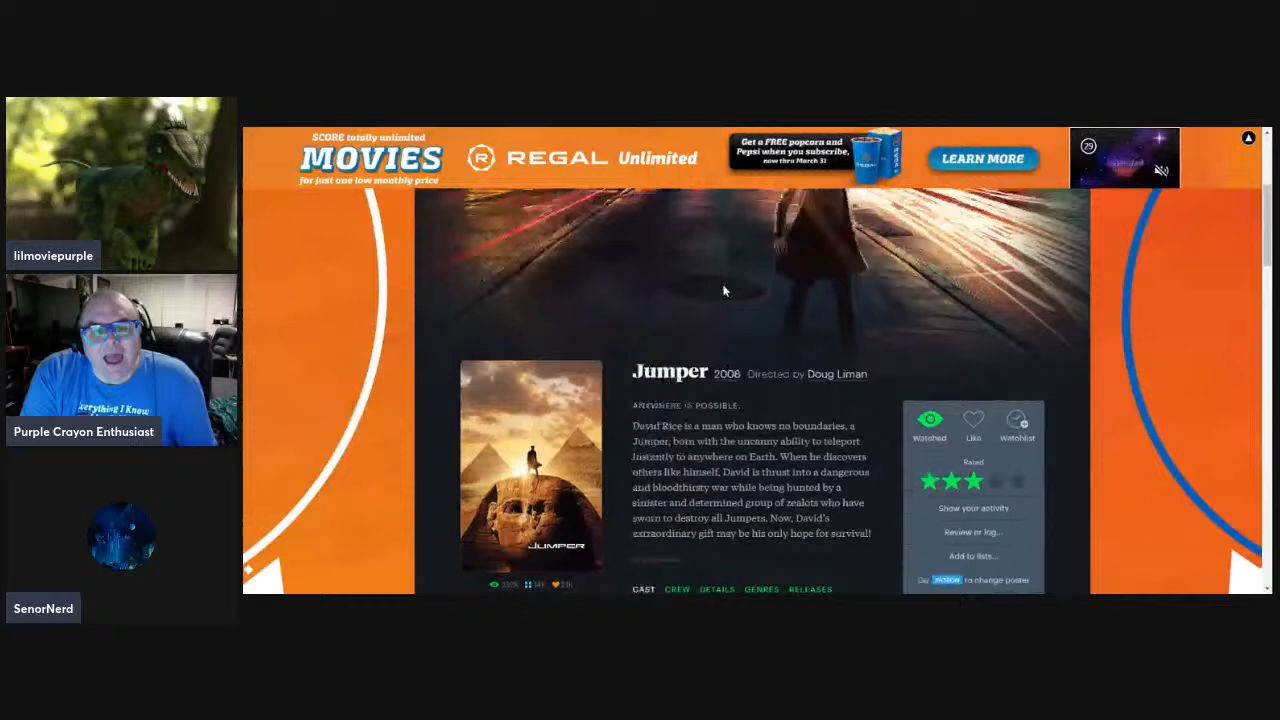 lilmoviepurple
Everything I Know
Purple Crayon Enthusiast
SenorNerd
SCORE totally unlimited
MOVIES
for just one low monthly price
R REGAL Unlimited
Get a FREE popcorn and
Pepsi when you subscribe,
now thru March 31
LEARN MORE
29
Jumper 2008 Directed by Doug Liman
ANYWHERE IS POSSIBLE.
David Rice is a man who knows no boundaries, a
Jumper, born with the uncanny ability to teleport
instantly to anywhere on Earth. When he discovers
others like himself, David is thrust into a dangerous
and bloodthirsty war while being hunted by a
sinister and determined group of zealots who have
sworn to destroy all Jumpers. Now, David's
extraordinary gift may be his only hope for survival!
JUMPER
CAST CREW DETAILS GENRES RELEASES
Watched Like Watchlist
Rated
Show your activity
Review or log...
Add to lists...
Go PATRON to change poster